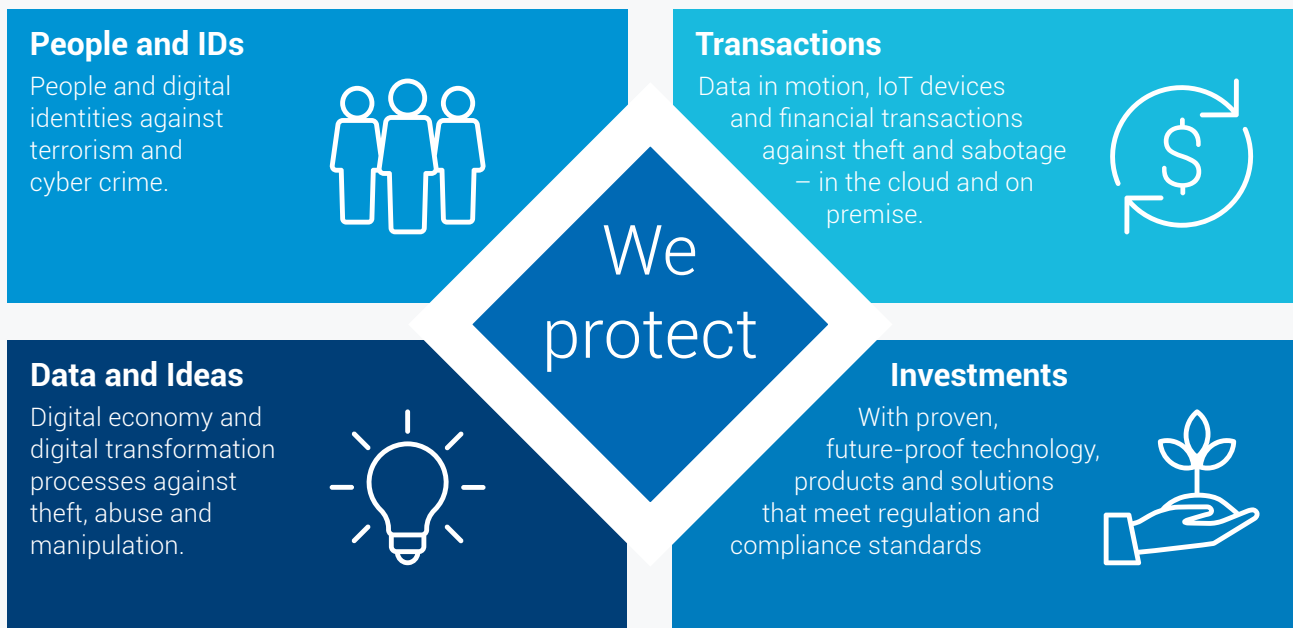 People and IDs
People and digital
identities against
terrorism and
cyber crime.
Transactions
Data in motion, IoT devices
and financial transactions
against theft and sabotage
– in the cloud and on
premise.
We
protect
Data and Ideas
Digital economy and
digital transformation
processes against
theft, abuse and
manipulation.
Investments
With proven,
future-proof technology,
products and solutions
that meet regulation and
compliance standards
$